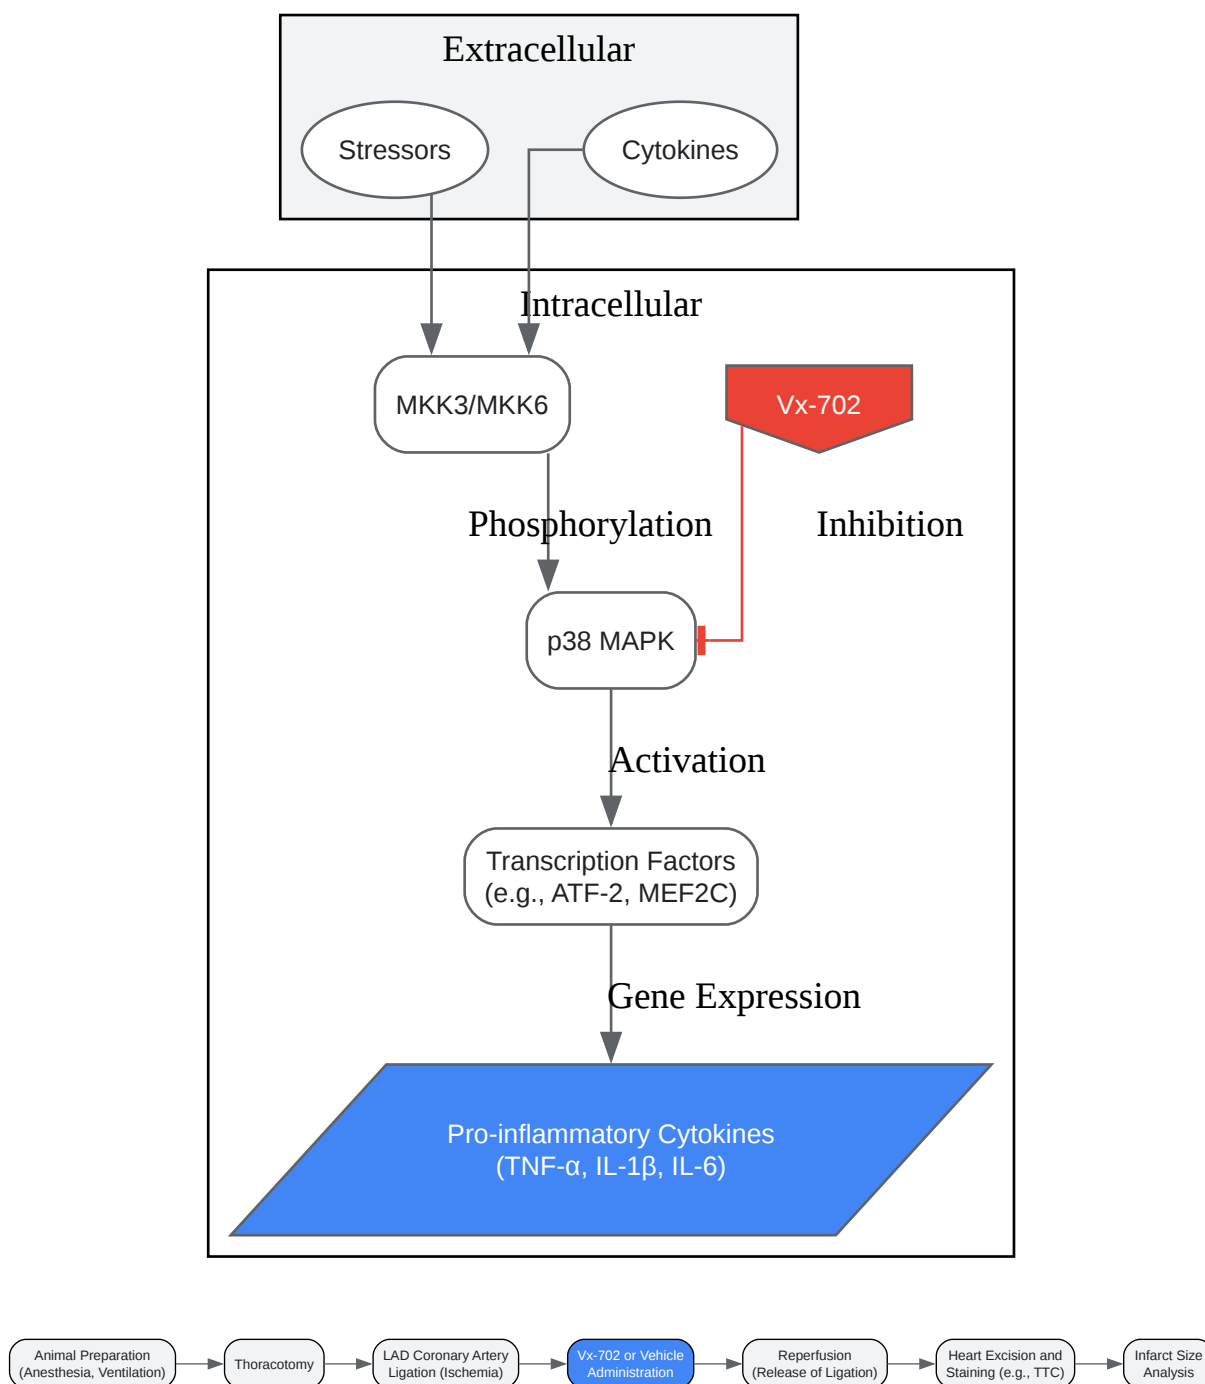 Extracellular
Stressors
Cytokines
Intracellular
MKK3/MKK6
Vx-702
Phosphorylation
Inhibition
p38 MAPK
Activation
Transcription Factors
(e.g., ATF-2, MEF2C)
Gene Expression
Pro-inflammatory Cytokines
(TNF-α, IL-1β, IL-6)
Animal Preparation
(Anesthesia, Ventilation)
Thoracotomy
LAD Coronary Artery
Ligation (Ischemia)
Vx-702 or Vehicle
Administration
Reperfusion
(Release of Ligation)
Heart Excision and
Staining (e.g., TTC)
Infarct Size
Analysis